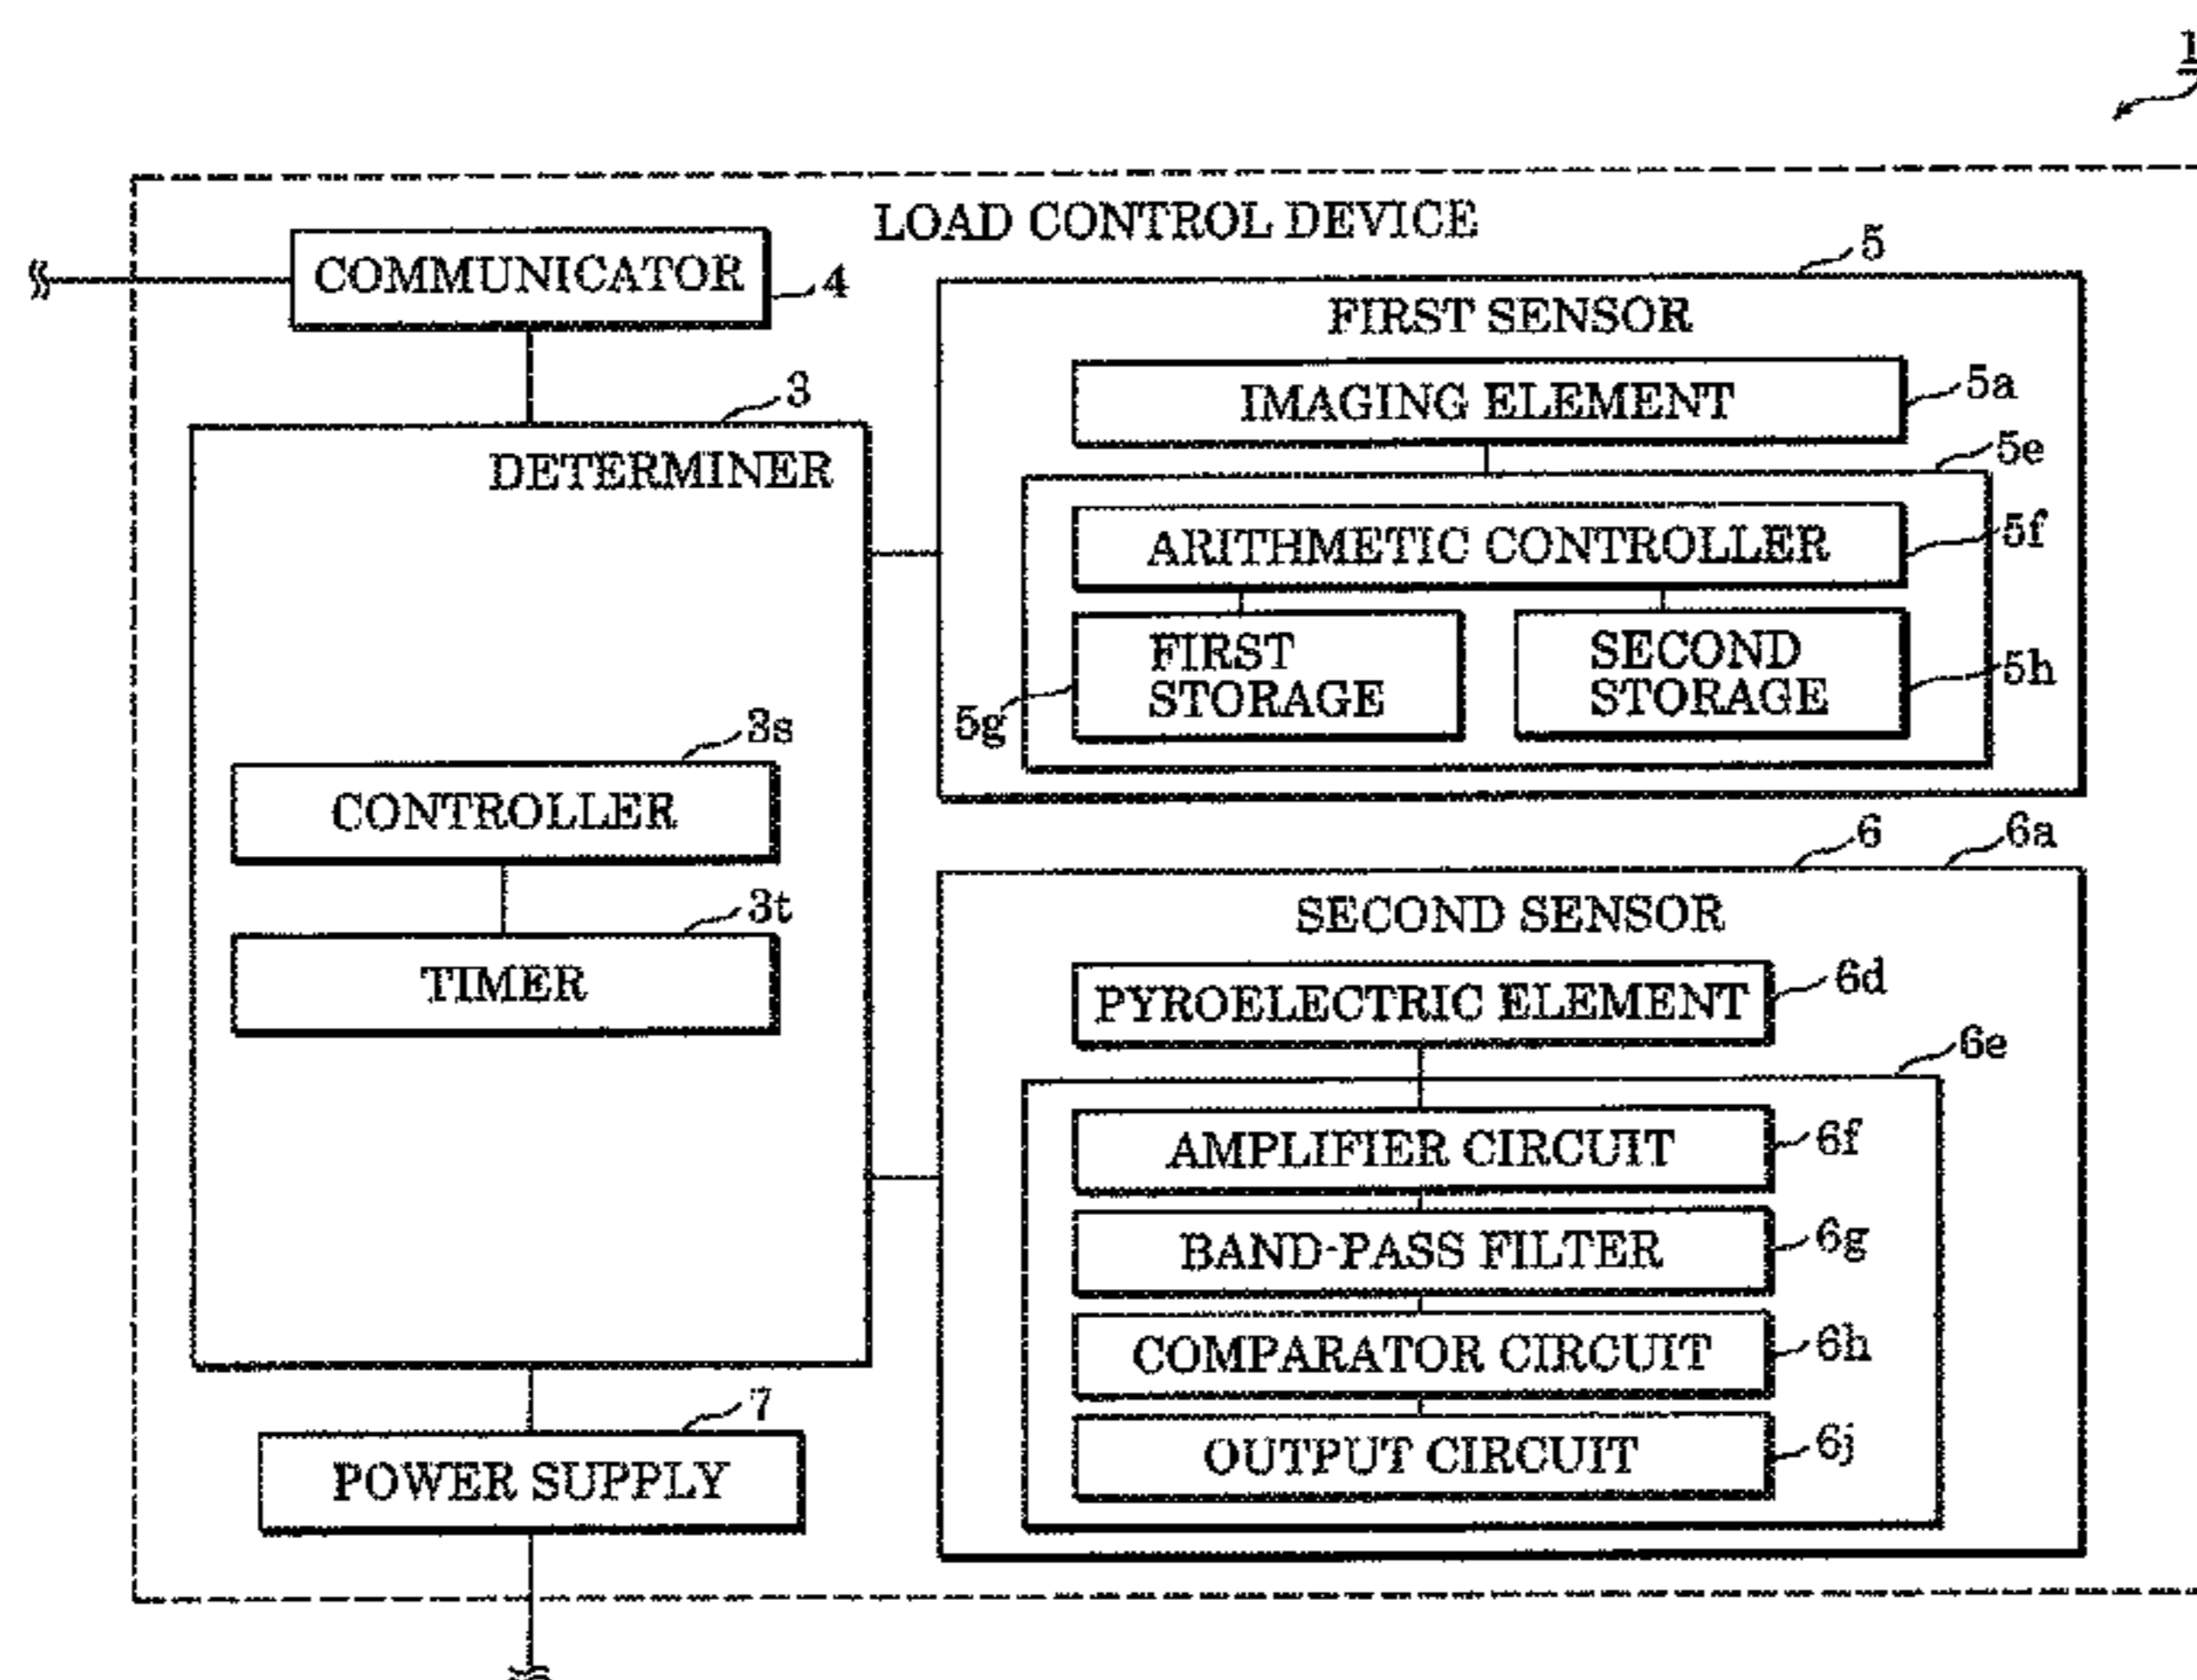 1
LOAD CONTROL DEVICE
COMMUNICATOR
4
3
DETERMINER
3s
CONTROLLER
3t
TIMER
7
POWER SUPPLY
5
FIRST SENSOR
IMAGING ELEMENT
5a
5e
ARITHMETIC CONTROLLER
5f
FIRST
STORAGE
5g
SECOND
STORAGE
5h
6
6a
SECOND SENSOR
PYROELECTRIC ELEMENT
6d
6e
AMPLIFIER CIRCUIT
6f
BAND-PASS FILTER
6g
COMPARATOR CIRCUIT
6h
OUTPUT CIRCUIT
6j